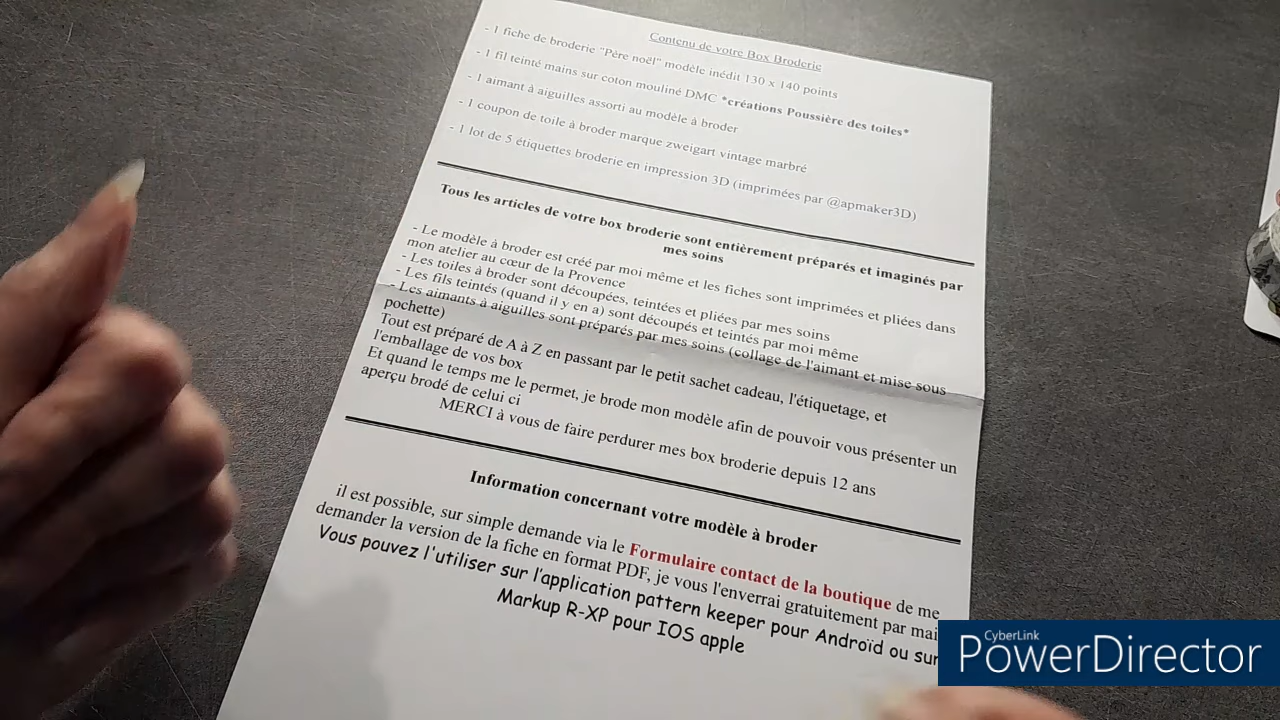 Contenu de votre Box Broderie
- 1 fiche de broderie "Père noël" modèle inédit 130 x 140 points
- 1 fil teinté mains sur coton mouliné DMC *créations Poussière des toiles*
- 1 aimant à aiguilles assorti au modèle à broder
- 1 coupon de toile à broder marque zweigart vintage marbré
- 1 lot de 5 étiquettes broderie en impression 3D (imprimées par @apmaker3D)
Tous les articles de votre box broderie sont entièrement préparés et imaginés par
mes soins
- Le modèle à broder est créé par moi même et les fiches sont imprimées et pliées dans
mon atelier au cœur de la Provence
- Les toiles à broder sont découpées, teintées et pliées par mes soins
- Les fils teintés (quand il y en a) sont découpés et teintés par moi même
- Les aimants à aiguilles sont préparés par mes soins (collage de l'aimant et mise sous
pochette)
Tout est préparé de A à Z en passant par le petit sachet cadeau, l'étiquetage, et
l'emballage de vos box
Et quand le temps me le permet, je brode mon modèle afin de pouvoir vous présenter un
aperçu brodé de celui ci
MERCI à vous de faire perdurer mes box broderie depuis 12 ans
Information concernant votre modèle à broder
il est possible, sur simple demande via le Formulaire contact de la boutique de me
demander la version de la fiche en format PDF, je vous l'enverrai gratuitement par mai
Vous pouvez l'utiliser sur l'application pattern keeper pour Androïd ou sur
Markup R-XP pour IOS apple
CyberLink
PowerDirector